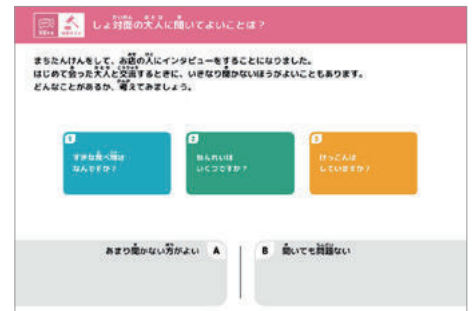 しょ対面の大人に聞いてよいことは？
まちたんけんをして、お店の人にインタビューをすることになりました。
はじめて会った大人と交流するときに、いきなり聞かないほうがよいこともあります。
どんなことがあるか、考えてみましょう。
1
すきな食べ物は
なんですか？
2
ねんれいは
いくつですか？
3
けっこんは
していますか？
あまり聞かない方がよい A
B 聞いても問題ない